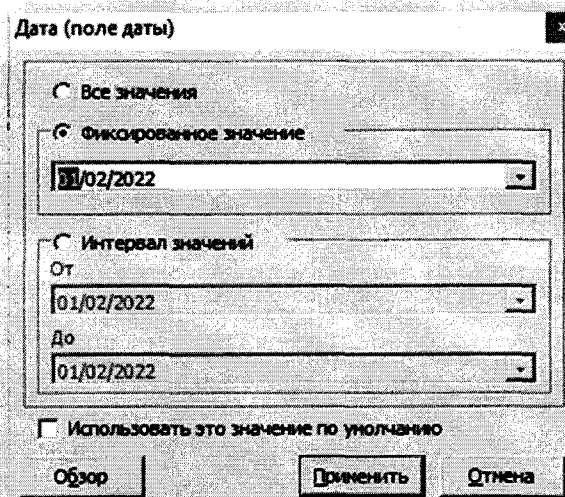 Дата (поле даты)
Все значения
Фиксированное значение
01/02/2022
Интервал значений
От
01/02/2022
До
01/02/2022
Использовать это значение по умолчанию
Обзор Применить Отмена